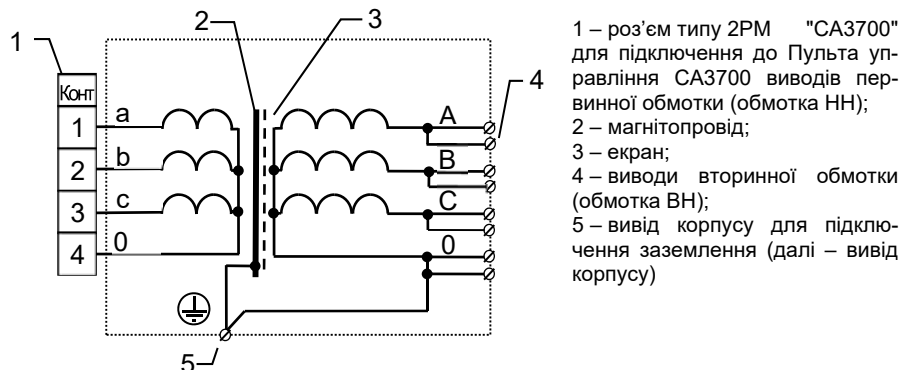 2
3
1
4
Конт
1
2
3
4
a
b
c
0
A
B
C
0
5
1 – роз’єм типу 2РМ "СА3700"
для підключення до Пульта уп-
равління СА3700 виводів пер-
винної обмотки (обмотка НН);
2 – магнітопровід;
3 – екран;
4 – виводи вторинної обмотки
(обмотка ВН);
5 – вивід корпусу для підклю-
чення заземлення (далі – вивід
корпусу)